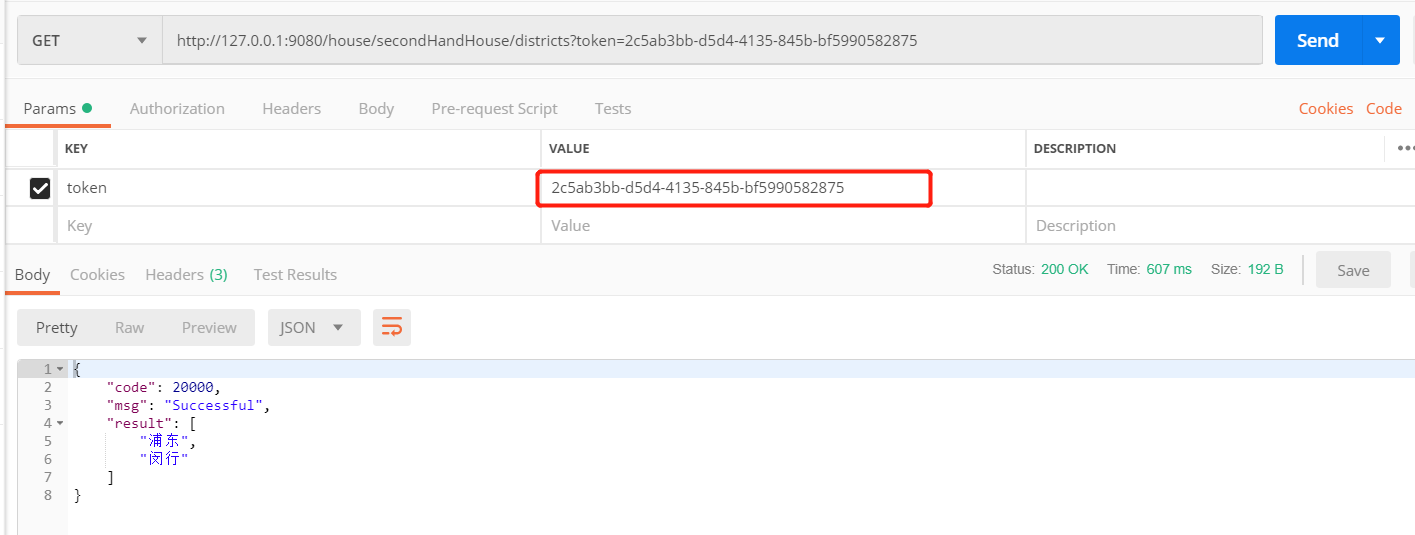 GET http://127.0.0.1:9080/house/secondHandHouse/districts?token=2c5ab3bb-d5d4-4135-845b-bf5990582875 Send
Params Authorization Headers Body Pre-request Script Tests Cookies Code
KEY VALUE DESCRIPTION
token 2c5ab3bb-d5d4-4135-845b-bf5990582875
Key Value Description
Body Cookies Headers (3) Test Results Status: 200 OK Time: 607 ms Size: 192 B Save
Pretty Raw Preview JSON
1 {
2 "code": 20000,
3 "msg": "Successful",
4 "result": [
5 "浦东",
6 "闵行"
7 ]
8 }